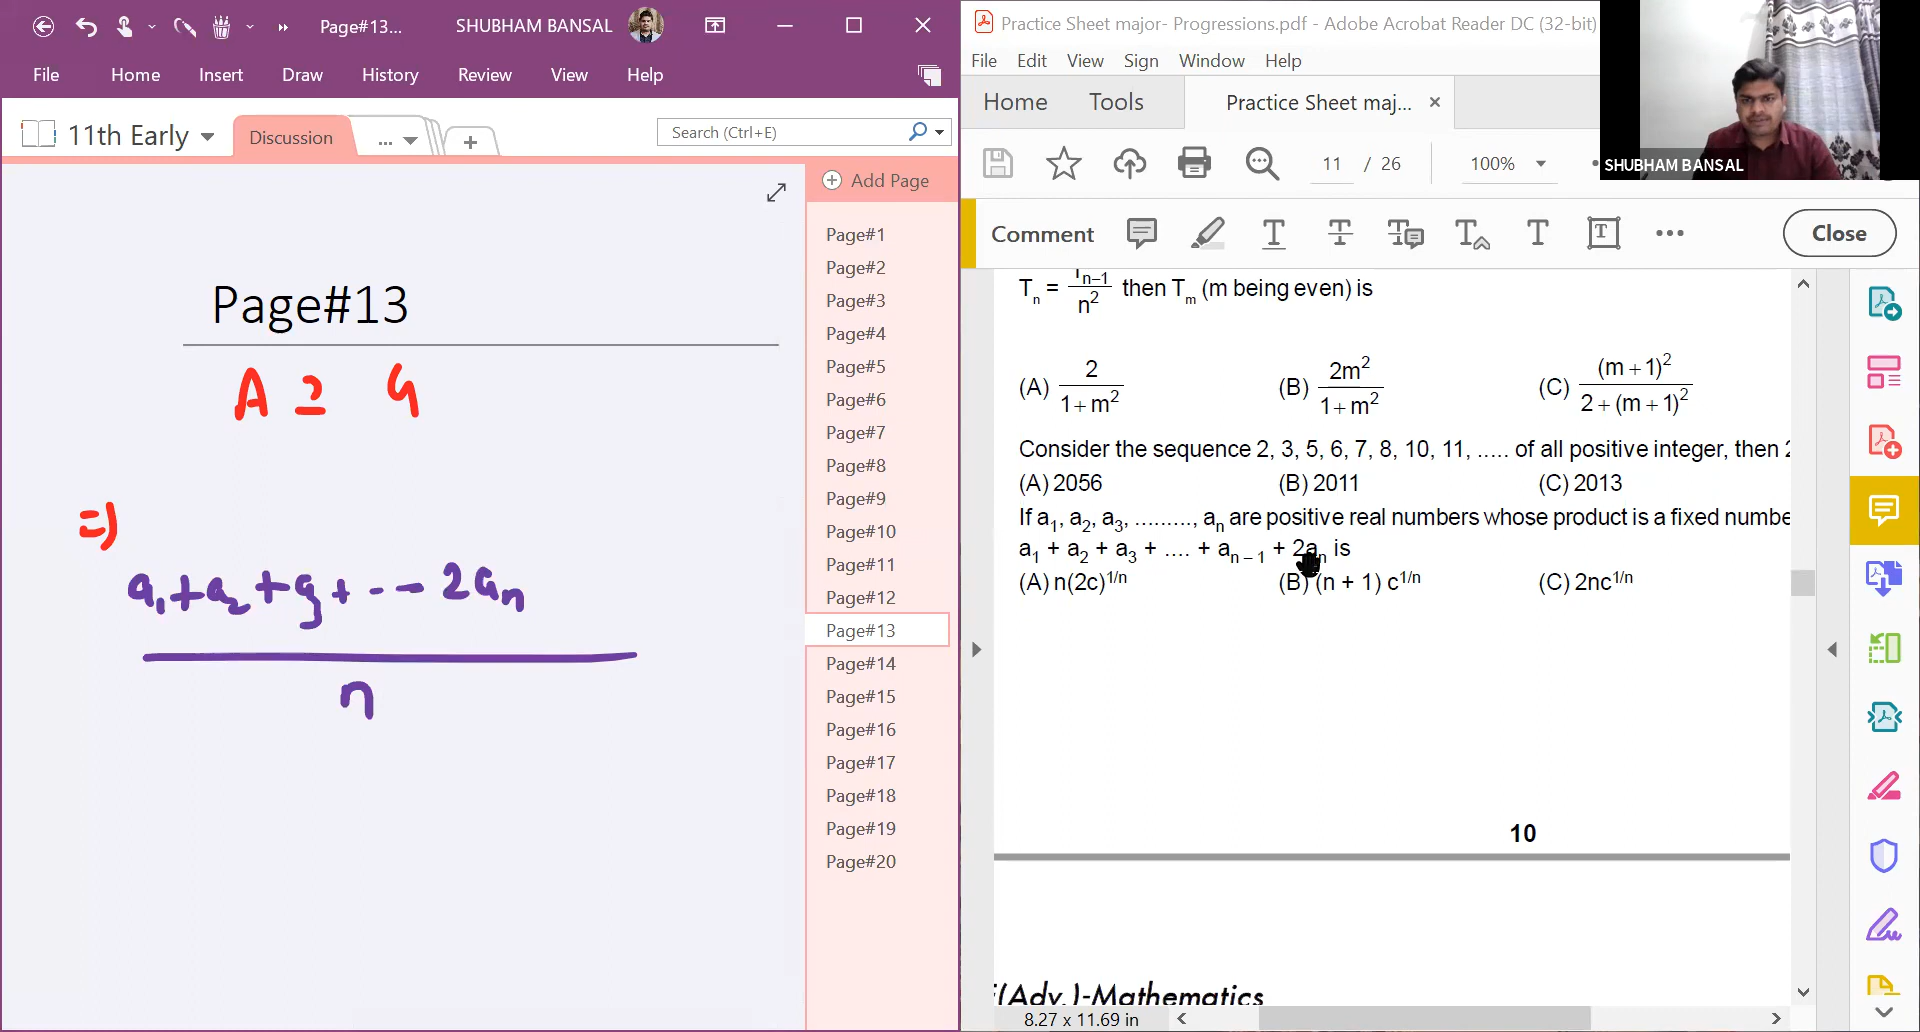 Page#13...
SHUBHAM BANSAL
File Home Insert Draw History Review View Help
11th Early
Discussion
...
Search (Ctrl+E)
Add Page
Page#1
Page#2
Page#3
Page#4
Page#5
Page#6
Page#7
Page#8
Page#9
Page#10
Page#11
Page#12
Page#13
Page#14
Page#15
Page#16
Page#17
Page#18
Page#19
Page#20
Page#13
A ≥ G
⇒)
a₁+a₂+a₃+ ---- 2aₙ
n
Practice Sheet major- Progressions.pdf - Adobe Acrobat Reader DC (32-bit)
File Edit View Sign Window Help
Home Tools Practice Sheet maj... ×
11 / 26 100%
SHUBHAM BANSAL
Comment Close
Tₙ = Tₙ₋₁/n² then Tₘ (m being even) is
(A) 2/(1+m²) (B) 2m²/(1+m²) (C) (m+1)²/(2+(m+1)²)
Consider the sequence 2, 3, 5, 6, 7, 8, 10, 11, ..... of all positive integer, then 2
(A) 2056 (B) 2011 (C) 2013
If a₁, a₂, a₃, ........., aₙ are positive real numbers whose product is a fixed numbe
a₁ + a₂ + a₃ + .... + aₙ₋₁ + 2aₙ is
(A) n(2c)^1/n (B) (n + 1) c^1/n (C) 2nc^1/n
10
(Adv.)-Mathematics
8.27 x 11.69 in